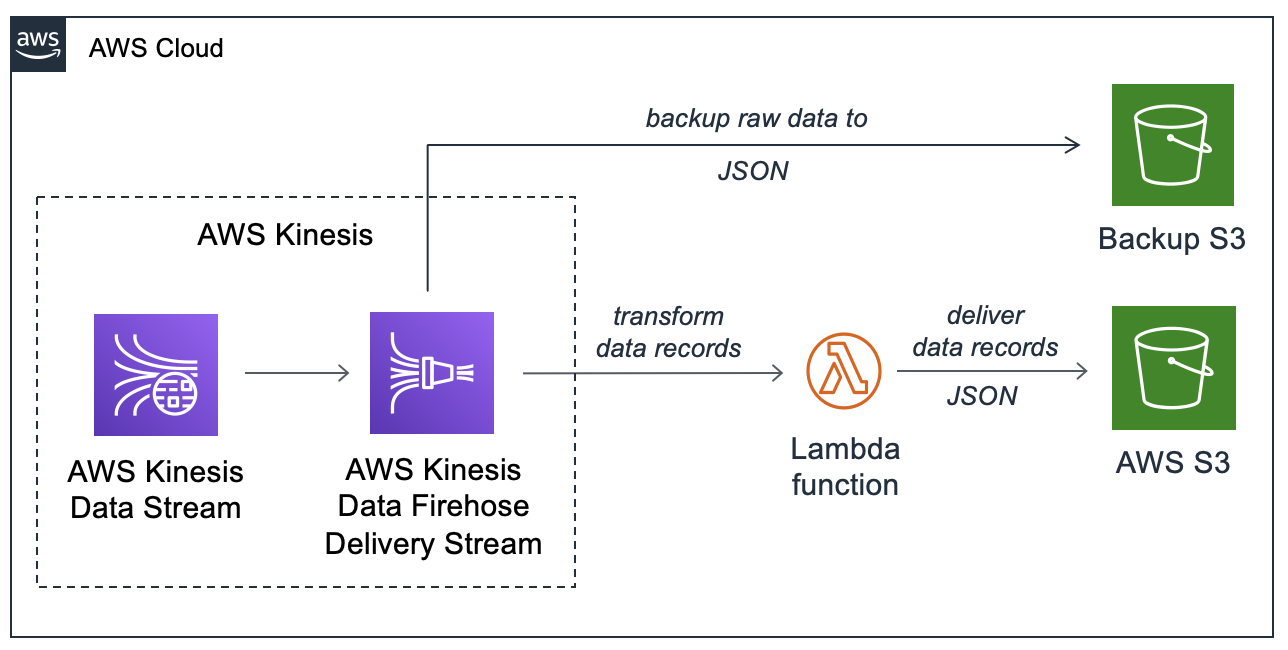 aws
AWS Cloud
backup raw data to
JSON
Backup S3
AWS Kinesis
AWS Kinesis
Data Stream
AWS Kinesis
Data Firehose
Delivery Stream
transform
data records
Lambda
function
deliver
data records
JSON
AWS S3